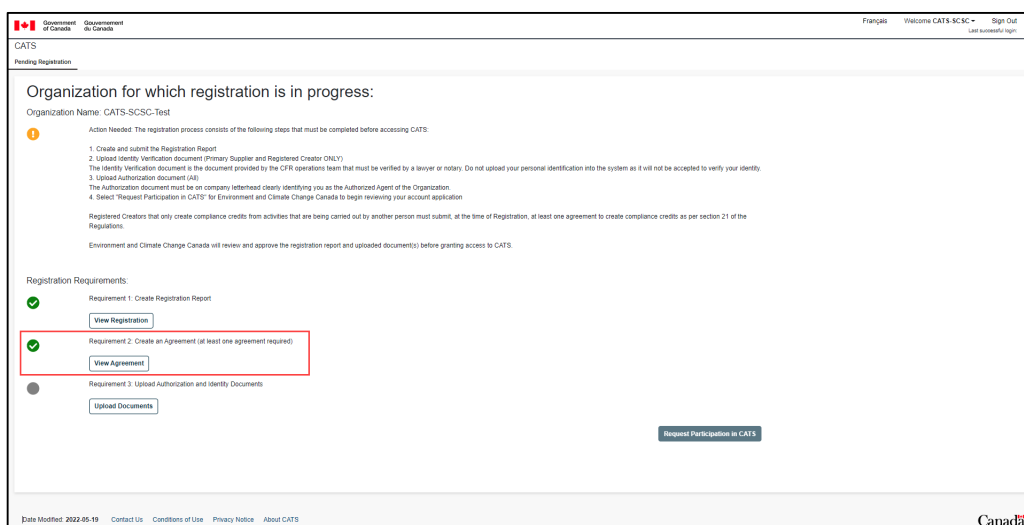 Government of Canada
Gouvernement du Canada
Français Welcome CATS-SCSC Sign Out
Last successful login:
CATS
Pending Registration
Organization for which registration is in progress:
Organization Name: CATS-SCSC-Test
Action Needed: The registration process consists of the following steps that must be completed before accessing CATS:
1. Create and submit the Registration Report
2. Upload Identity Verification document (Primary Supplier and Registered Creator ONLY)
The Identity Verification document is the document provided by the CFR operations team that must be verified by a lawyer or notary. Do not upload your personal identification into the system as it will not be accepted to verify your identity.
3. Upload Authorization document (All)
The Authorization document must be on company letterhead clearly identifying you as the Authorized Agent of the Organization.
4. Select "Request Participation in CATS" for Environment and Climate Change Canada to begin reviewing your account application
Registered Creators that only create compliance credits from activities that are being carried out by another person must submit, at the time of Registration, at least one agreement to create compliance credits as per section 21 of the
Regulations.
Environment and Climate Change Canada will review and approve the registration report and uploaded document(s) before granting access to CATS.
Registration Requirements:
Requirement 1: Create Registration Report
View Registration
Requirement 2: Create an Agreement (at least one agreement required)
View Agreement
Requirement 3: Upload Authorization and Identity Documents
Upload Documents
Request Participation in CATS
Date Modified: 2022-05-19 Contact Us Conditions of Use Privacy Notice About CATS
Canada